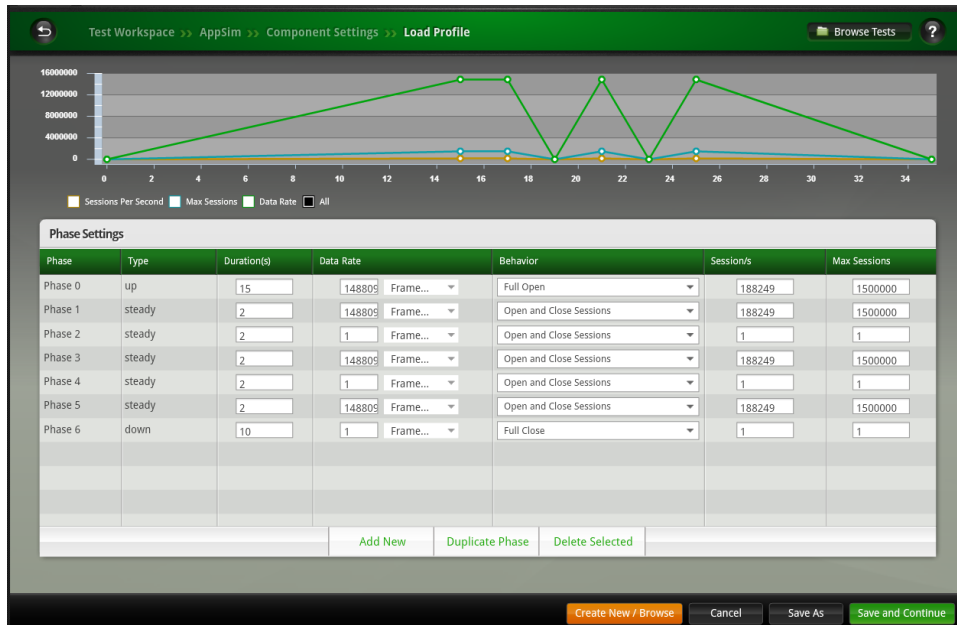 Test Workspace >> AppSim >> Component Settings >> Load Profile
Browse Tests
?
16000000
12000000
8000000
4000000
0
0 2 4 6 8 10 12 14 16 18 20 22 24 26 28 30 32 34
Sessions Per Second Max Sessions Data Rate All
Phase Settings
Phase Type Duration(s) Data Rate Behavior Session/s Max Sessions
Phase 0 up 15 148809 Frame... Full Open 188249 1500000
Phase 1 steady 2 148809 Frame... Open and Close Sessions 188249 1500000
Phase 2 steady 2 1 Frame... Open and Close Sessions 1 1
Phase 3 steady 2 148809 Frame... Open and Close Sessions 188249 1500000
Phase 4 steady 2 1 Frame... Open and Close Sessions 1 1
Phase 5 steady 2 148809 Frame... Open and Close Sessions 188249 1500000
Phase 6 down 10 1 Frame... Full Close 1 1
Add New Duplicate Phase Delete Selected
Create New / Browse Cancel Save As Save and Continue